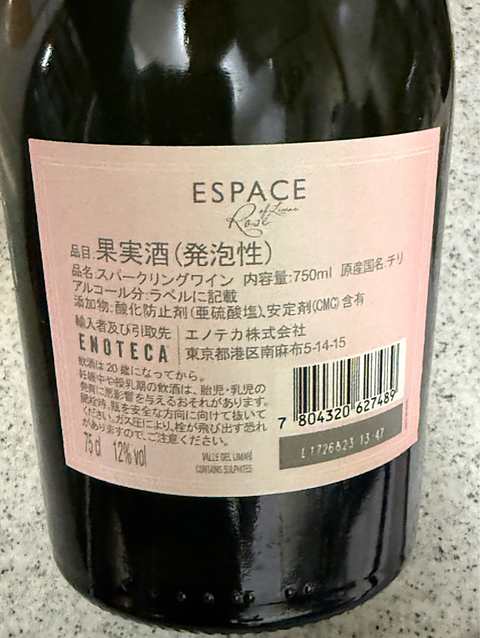 ESPACE
of Limarí
Rosé
品目:果実酒(発泡性)
品名:スパークリングワイン 内容量:750ml 原産国名:チリ
アルコール分:ラベルに記載
添加物:酸化防止剤(亜硫酸塩)、安定剤(CMC)含有
輸入者及び引取先 エノテカ株式会社
ENOTECA 東京都港区南麻布5-14-15
飲酒は20歳になってから。
妊娠中や授乳期の飲酒は、胎児・乳児の
発育に悪影響を与えるおそれがあります。
開栓時、瓶を安全な方向に向けて抜いて
ください。ガス圧により、栓が飛び出す恐れ
がありますので、ご注意ください。
7 804320 627489
75 cl 12% vol
VALLE DEL LIMARÍ
CONTAINS SULPHITES
L1726823 13:47